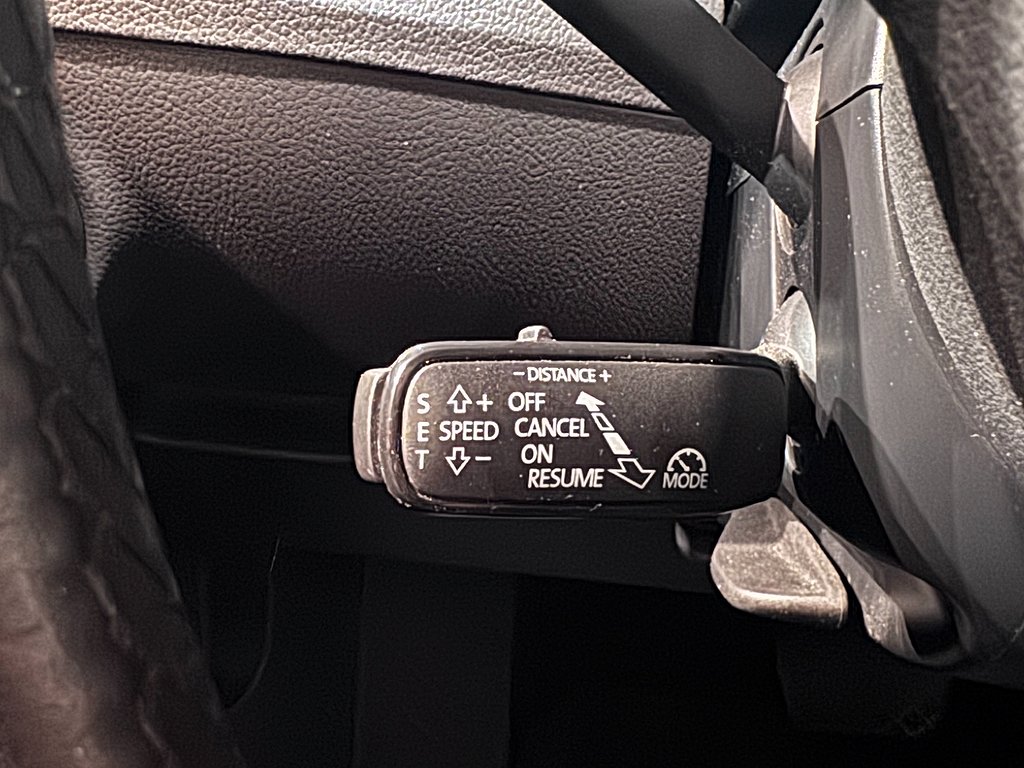 − DISTANCE +
S + OFF
E SPEED CANCEL
T − ON
RESUME MODE